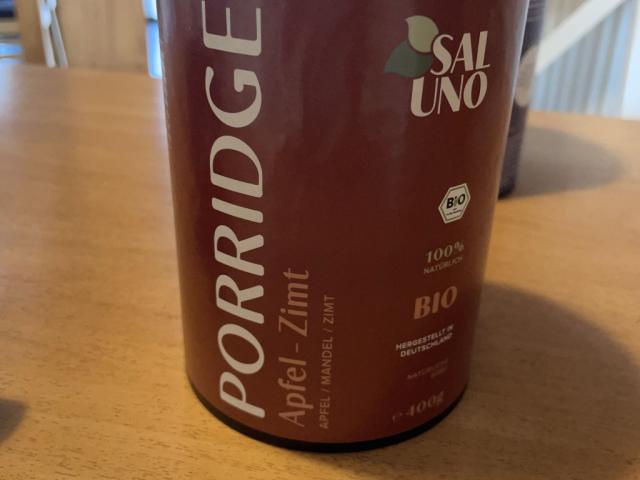 PORRIDGE
Apfel - Zimt
APFEL / MANDEL / ZIMT
SAL
UNO
BIO
100%
NATÜRLICH
BIO
HERGESTELLT IN
DEUTSCHLAND
℮ 400g